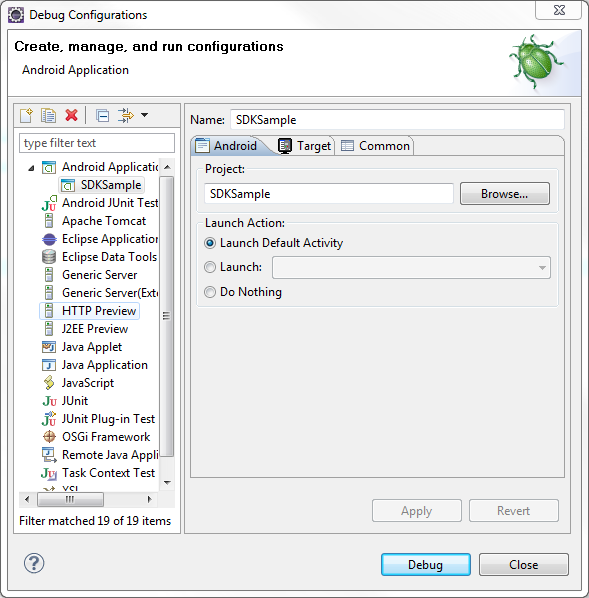 Debug Configurations
Create, manage, and run configurations
Android Application
type filter text
Android Applicatio
SDKSample
Android JUnit Test
Apache Tomcat
Eclipse Application
Eclipse Data Tools
Generic Server
Generic Server(Exte
HTTP Preview
J2EE Preview
Java Applet
Java Application
JavaScript
JUnit
JUnit Plug-in Test
OSGi Framework
Remote Java Appli
Task Context Test
XSL
Filter matched 19 of 19 items
Name: SDKSample
Android Target Common
Project:
SDKSample Browse...
Launch Action:
Launch Default Activity
Launch:
Do Nothing
Apply Revert
? Debug Close